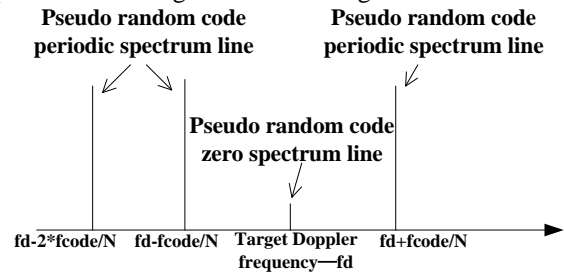 Pseudo random code
periodic spectrum line
Pseudo random code
periodic spectrum line
Pseudo random code
zero spectrum line
fd-2*fcode/N
fd-fcode/N
Target Doppler
frequency—fd
fd+fcode/N